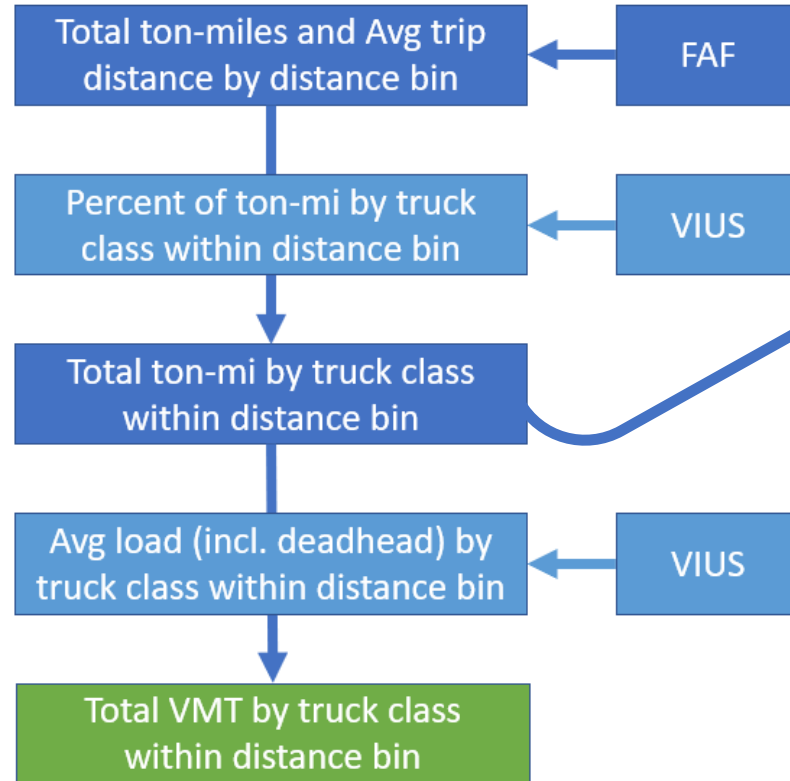 Total ton-miles and Avg trip
distance by distance bin
FAF
Percent of ton-mi by truck
class within distance bin
VIUS
Total ton-mi by truck class
within distance bin
Avg load (incl. deadhead) by
truck class within distance bin
VIUS
Total VMT by truck class
within distance bin